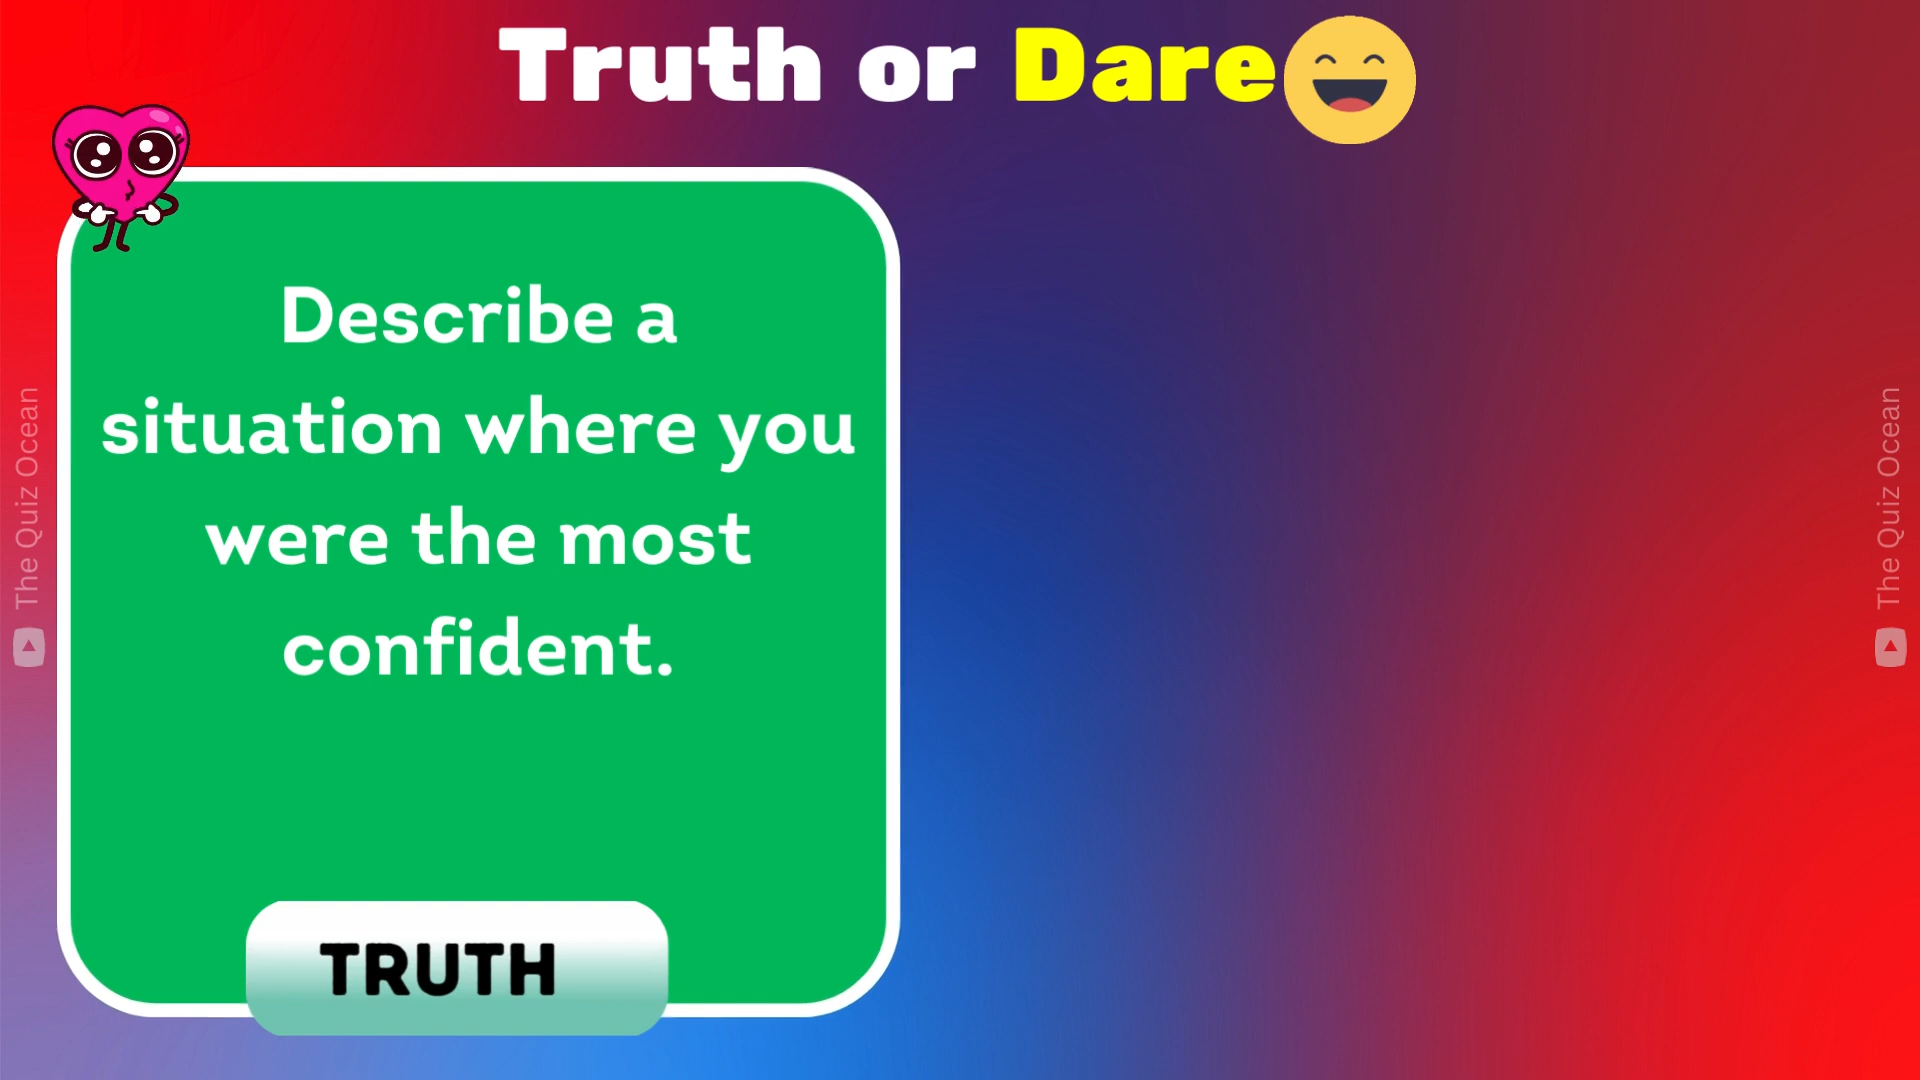 Truth or Dare
Describe a
situation where you
were the most
confident.
TRUTH
The Quiz Ocean
The Quiz Ocean